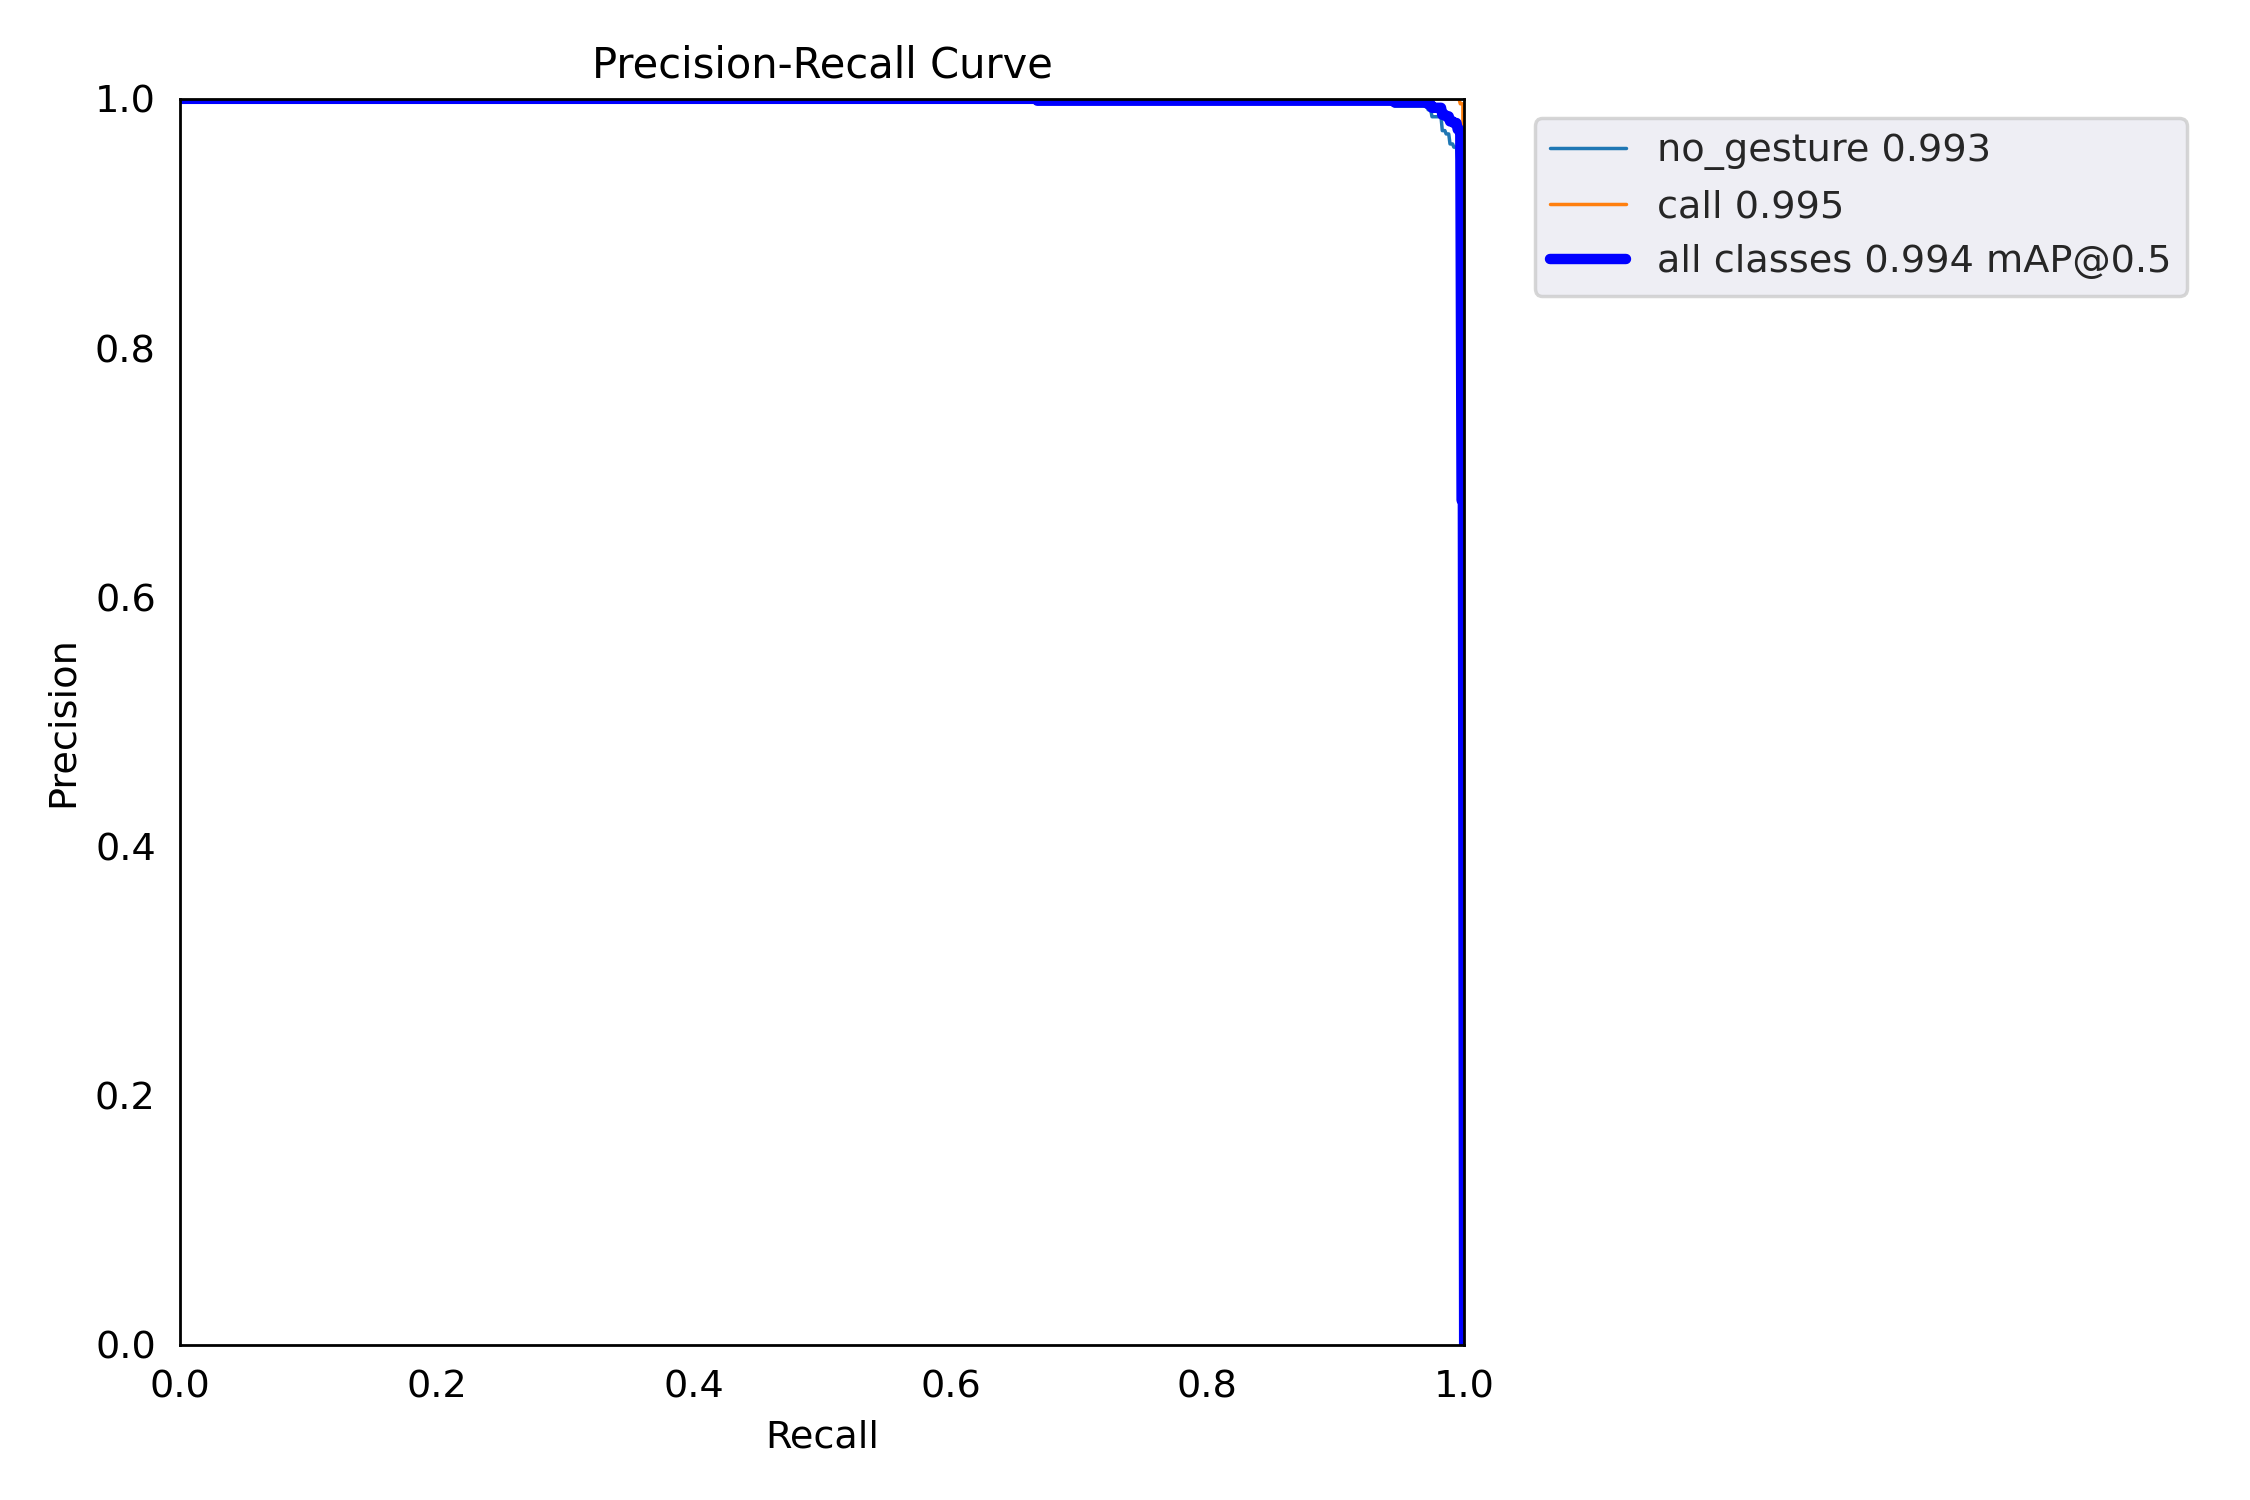 Precision-Recall Curve
1.0
0.8
0.6
0.4
0.2
0.0
Precision
0.0 0.2 0.4 0.6 0.8 1.0
Recall
no_gesture 0.993
call 0.995
all classes 0.994 mAP@0.5